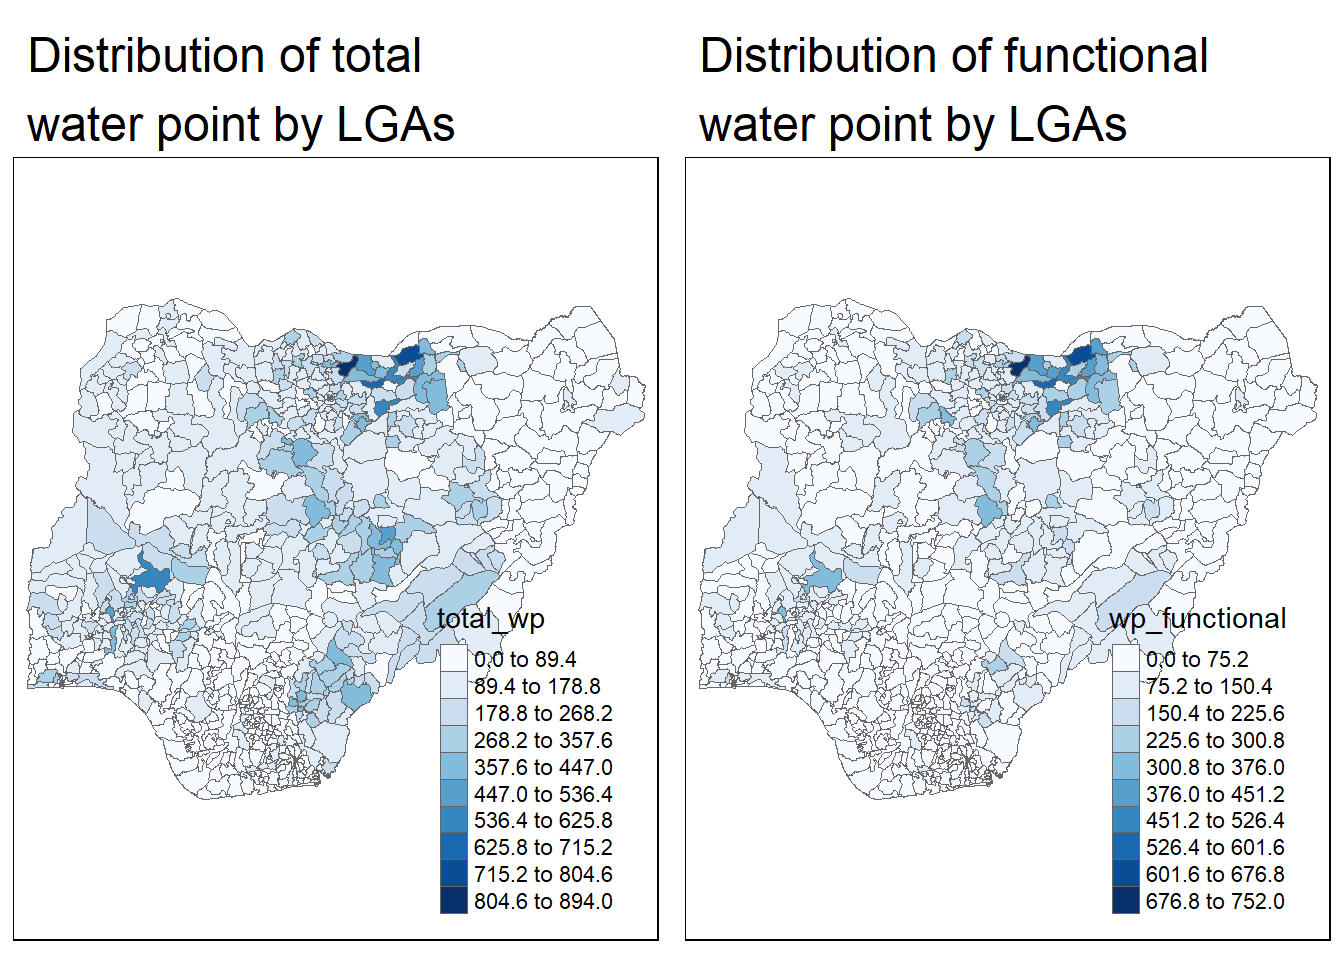 Distribution of total
water point by LGAs
total_wp
0.0 to 89.4
89.4 to 178.8
178.8 to 268.2
268.2 to 357.6
357.6 to 447.0
447.0 to 536.4
536.4 to 625.8
625.8 to 715.2
715.2 to 804.6
804.6 to 894.0
Distribution of functional
water point by LGAs
wp_functional
0.0 to 75.2
75.2 to 150.4
150.4 to 225.6
225.6 to 300.8
300.8 to 376.0
376.0 to 451.2
451.2 to 526.4
526.4 to 601.6
601.6 to 676.8
676.8 to 752.0